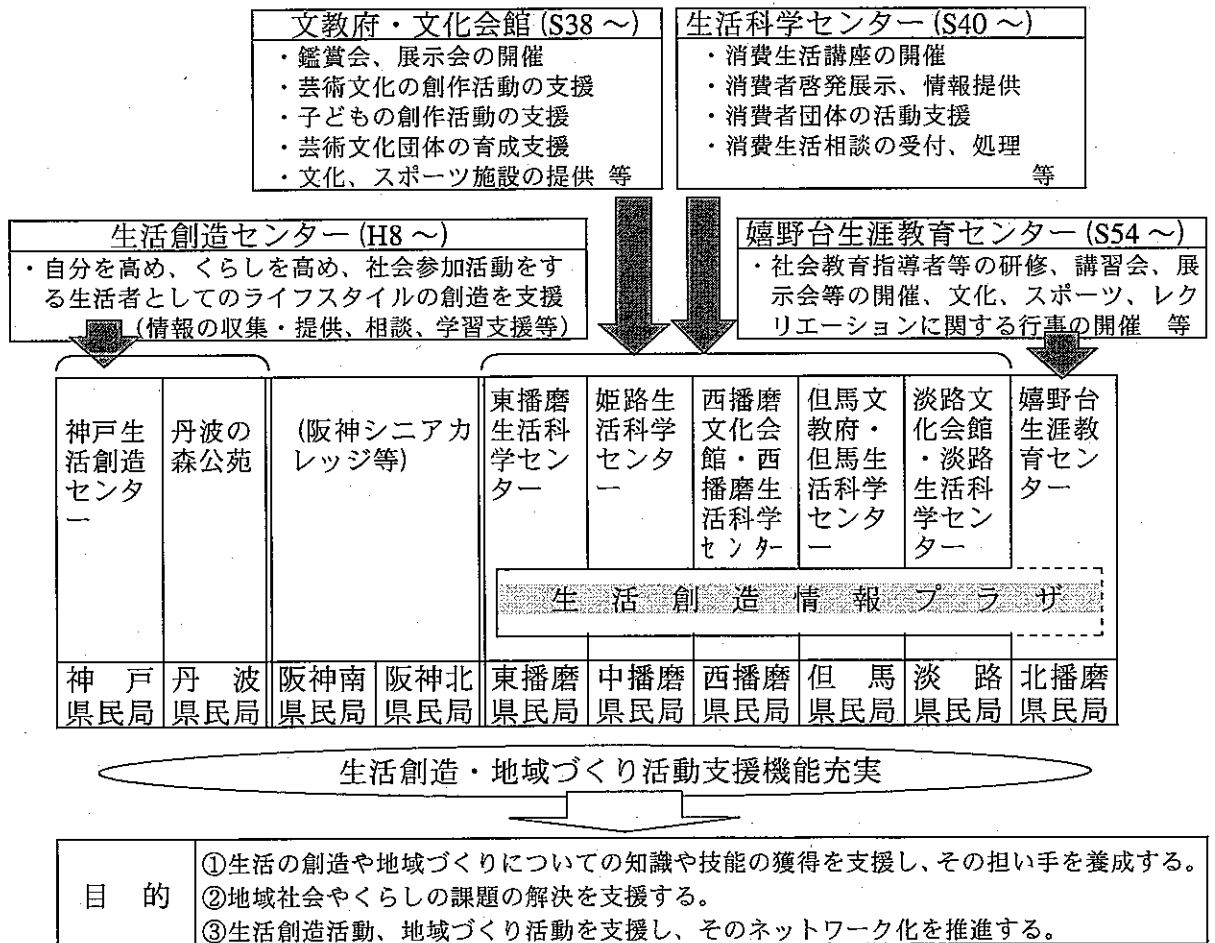 文教府・文化会館(S38～)
・鑑賞会、展示会の開催
・芸術文化の創作活動の支援
・子どもの創作活動の支援
・芸術文化団体の育成支援
・文化、スポーツ施設の提供 等
生活科学センター(S40～)
・消費生活講座の開催
・消費者啓発展示、情報提供
・消費者団体の活動支援
・消費生活相談の受付、処理
等
生活創造センター(H8～)
・自分を高め、くらしを高め、社会参加活動をす
る生活者としてのライフスタイルの創造を支援
(情報の収集・提供、相談、学習支援等)
嬉野台生涯教育センター(S54～)
・社会教育指導者等の研修、講習会、展
示会等の開催、文化、スポーツ、レク
リエーションに関する行事の開催 等
神戸生
活創造
センタ
ー
丹波の
森公苑
(阪神シニアカ
レッジ等)
東播磨
生活科
学セン
ター
姫路生
活科学
センタ
ー
西播磨
文化会
館・西
播磨生
活科学
センター
但馬文
教府・
但馬生
活科学
センタ
ー
淡路文
化会館
・淡路
生活科
学セン
ター
嬉野台
生涯教
育セン
ター
生活創造情報プラザ
神戸
県民局
丹波
県民局
阪神南
県民局
阪神北
県民局
東播磨
県民局
中播磨
県民局
西播磨
県民局
但馬
県民局
淡路
県民局
北播磨
県民局
生活創造・地域づくり活動支援機能充実
目的
①生活の創造や地域づくりについての知識や技能の獲得を支援し、その担い手を養成する。
②地域社会やくらしの課題の解決を支援する。
③生活創造活動、地域づくり活動を支援し、そのネットワーク化を推進する。